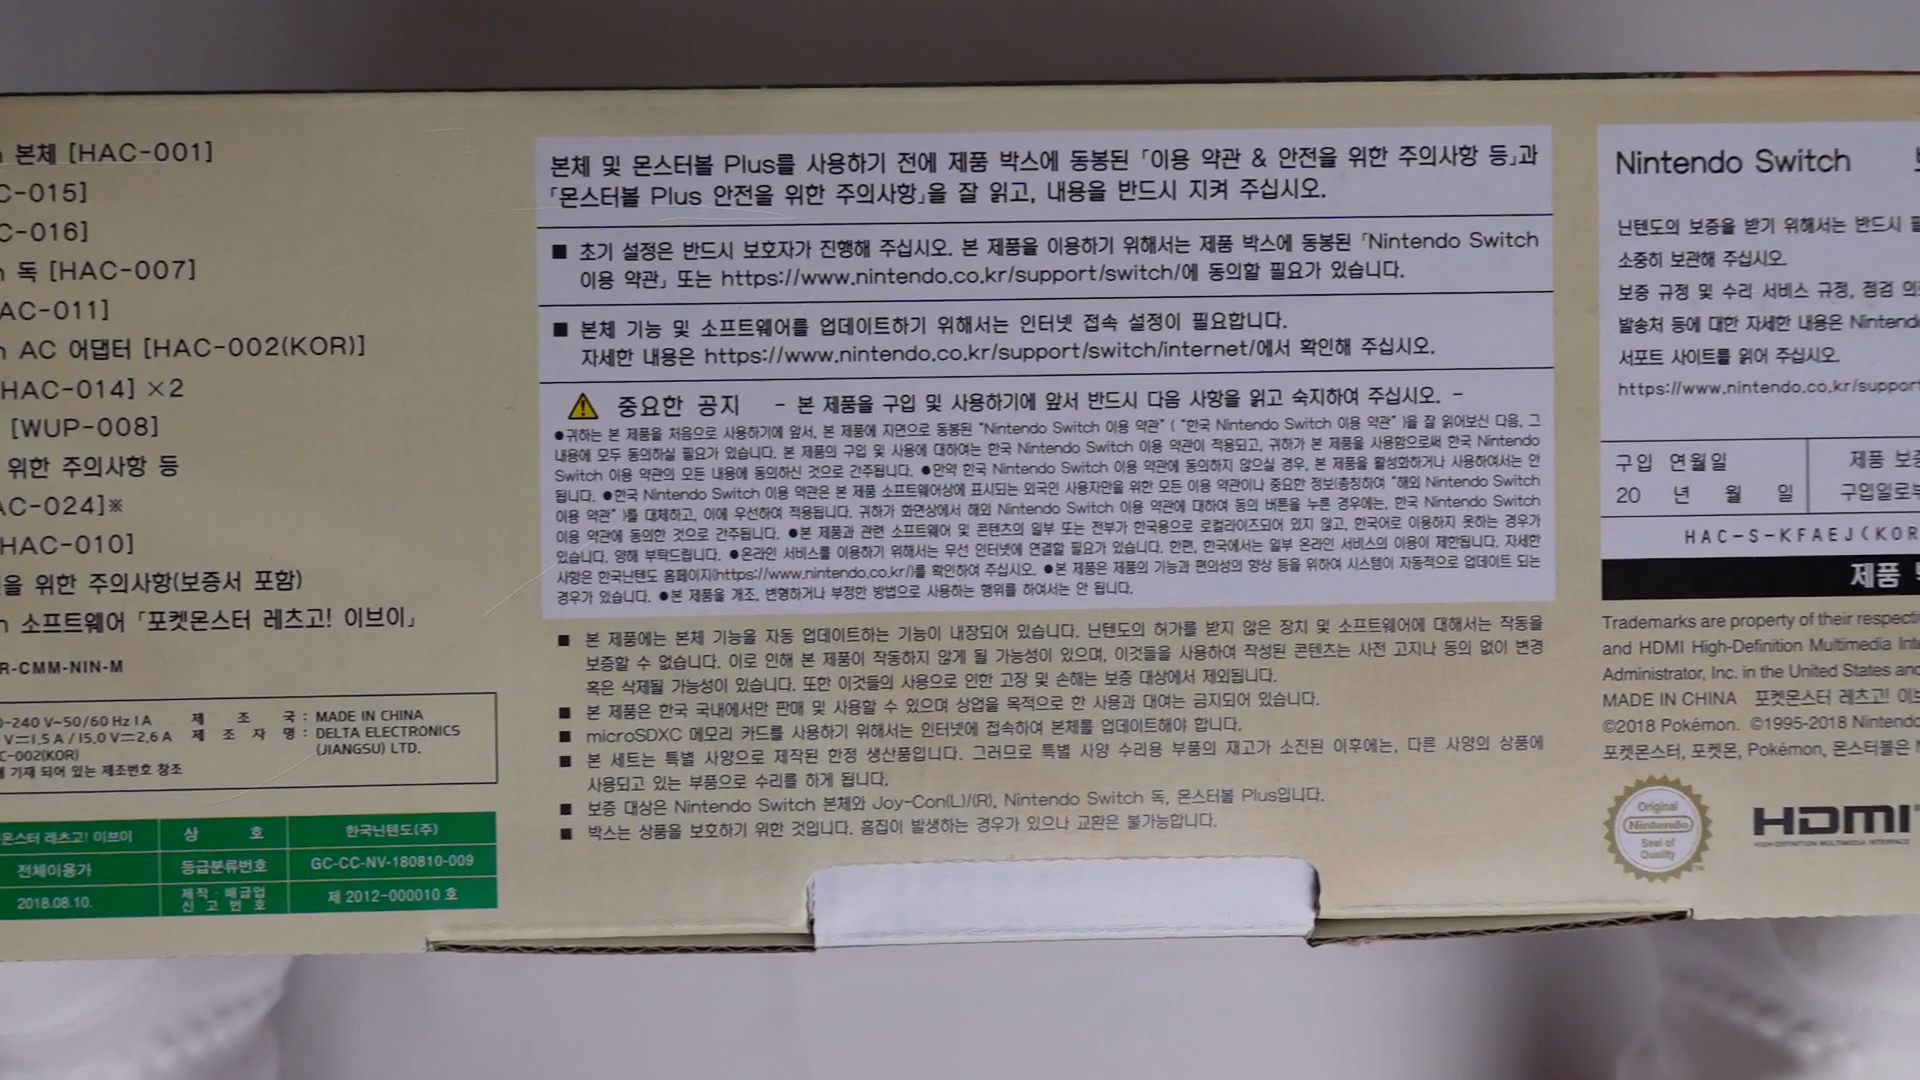 본체 [HAC-001]
C-015]
C-016]
독 [HAC-007]
AC-011]
AC 어댑터 [HAC-002(KOR)]
HAC-014] ×2
[WUP-008]
위한 주의사항 등
AC-024]※
HAC-010]
을 위한 주의사항(보증서 포함)
소프트웨어 「포켓몬스터 레츠고! 이브이」
R-CMM-NIN-M
0-240 V~50/60 Hz 1 A
V⎓1.5 A / 15.0 V⎓2.6 A
C-002(KOR)
기재 되어 있는 제조번호 참조
제 조 국 : MADE IN CHINA
제 조 자 명 : DELTA ELECTRONICS
(JIANGSU) LTD.
몬스터 레츠고! 이브이 상 호 한국닌텐도(주)
전체이용가 등급분류번호 GC-CC-NV-180810-009
2018.08.10. 제작·배급업 신고번호 제 2012-000010 호
본체 및 몬스터볼 Plus를 사용하기 전에 제품 박스에 동봉된 「이용 약관 & 안전을 위한 주의사항 등」과
「몬스터볼 Plus 안전을 위한 주의사항」을 잘 읽고, 내용을 반드시 지켜 주십시오.
■ 초기 설정은 반드시 보호자가 진행해 주십시오. 본 제품을 이용하기 위해서는 제품 박스에 동봉된 「Nintendo Switch
이용 약관」 또는 https://www.nintendo.co.kr/support/switch/에 동의할 필요가 있습니다.
■ 본체 기능 및 소프트웨어를 업데이트하기 위해서는 인터넷 접속 설정이 필요합니다.
자세한 내용은 https://www.nintendo.co.kr/support/switch/internet/에서 확인해 주십시오.
중요한 공지 - 본 제품을 구입 및 사용하기에 앞서 반드시 다음 사항을 읽고 숙지하여 주십시오. -
●귀하는 본 제품을 처음으로 사용하기에 앞서, 본 제품에 지면으로 동봉된 "Nintendo Switch 이용 약관" ( "한국 Nintendo Switch 이용 약관" )을 잘 읽어보신 다음, 그
내용에 모두 동의하실 필요가 있습니다. 본 제품의 구입 및 사용에 대하여는 한국 Nintendo Switch 이용 약관이 적용되고, 귀하가 본 제품을 사용함으로써 한국 Nintendo
Switch 이용 약관의 모든 내용에 동의하신 것으로 간주됩니다. ●만약 한국 Nintendo Switch 이용 약관에 동의하지 않으실 경우, 본 제품을 활성화하거나 사용하여서는 안
됩니다. ●한국 Nintendo Switch 이용 약관은 본 제품 소프트웨어상에 표시되는 외국인 사용자만을 위한 모든 이용 약관이나 중요한 정보(총칭하여 "해외 Nintendo Switch
이용 약관" )를 대체하고, 이에 우선하여 적용됩니다. 귀하가 화면상에서 해외 Nintendo Switch 이용 약관에 대하여 동의 버튼을 누른 경우에는, 한국 Nintendo Switch
이용 약관에 동의한 것으로 간주됩니다. ●본 제품과 관련 소프트웨어 및 콘텐츠의 일부 또는 전부가 한국용으로 로컬라이즈되어 있지 않고, 한국어로 이용하지 못하는 경우가
있습니다. 양해 부탁드립니다. ●온라인 서비스를 이용하기 위해서는 무선 인터넷에 연결할 필요가 있습니다. 한편, 한국에서는 일부 온라인 서비스의 이용이 제한됩니다. 자세한
사항은 한국닌텐도 홈페이지(https://www.nintendo.co.kr/)를 확인하여 주십시오. ●본 제품은 제품의 기능과 편의성의 향상 등을 위하여 시스템이 자동적으로 업데이트 되는
경우가 있습니다. ●본 제품을 개조, 변형하거나 부정한 방법으로 사용하는 행위를 하여서는 안 됩니다.
■ 본 제품에는 본체 기능을 자동 업데이트하는 기능이 내장되어 있습니다. 닌텐도의 허가를 받지 않은 장치 및 소프트웨어에 대해서는 작동을
보증할 수 없습니다. 이로 인해 본 제품이 작동하지 않게 될 가능성이 있으며, 이것들을 사용하여 작성된 콘텐츠는 사전 고지나 동의 없이 변경
혹은 삭제될 가능성이 있습니다. 또한 이것들의 사용으로 인한 고장 및 손해는 보증 대상에서 제외됩니다.
■ 본 제품은 한국 국내에서만 판매 및 사용할 수 있으며 상업을 목적으로 한 사용과 대여는 금지되어 있습니다.
■ microSDXC 메모리 카드를 사용하기 위해서는 인터넷에 접속하여 본체를 업데이트해야 합니다.
■ 본 세트는 특별 사양으로 제작된 한정 생산품입니다. 그러므로 특별 사양 수리용 부품의 재고가 소진된 이후에는, 다른 사양의 상품에
사용되고 있는 부품으로 수리를 하게 됩니다.
■ 보증 대상은 Nintendo Switch 본체와 Joy-Con(L)/(R), Nintendo Switch 독, 몬스터볼 Plus입니다.
■ 박스는 상품을 보호하기 위한 것입니다. 흠집이 발생하는 경우가 있으나 교환은 불가능합니다.
Nintendo Switch
닌텐도의 보증을 받기 위해서는 반드시
소중히 보관해 주십시오.
보증 규정 및 수리 서비스 규정, 점검
발송처 등에 대한 자세한 내용은 Nintend
서포트 사이트를 읽어 주십시오.
https://www.nintendo.co.kr/suppor
구입 연월일 제품 보증
20 년 월 일 구입일로부
HAC-S-KFAEJ(KOR
제품
Trademarks are property of their respecti
and HDMI High-Definition Multimedia Int
Administrator, Inc. in the United States and
MADE IN CHINA 포켓몬스터 레츠고! 이브
©2018 Pokémon. ©1995-2018 Nintendo
포켓몬스터, 포켓몬, Pokémon, 몬스터볼은
Original
Nintendo
Seal of
Quality
HDMI
HIGH-DEFINITION MULTIMEDIA INTERFACE